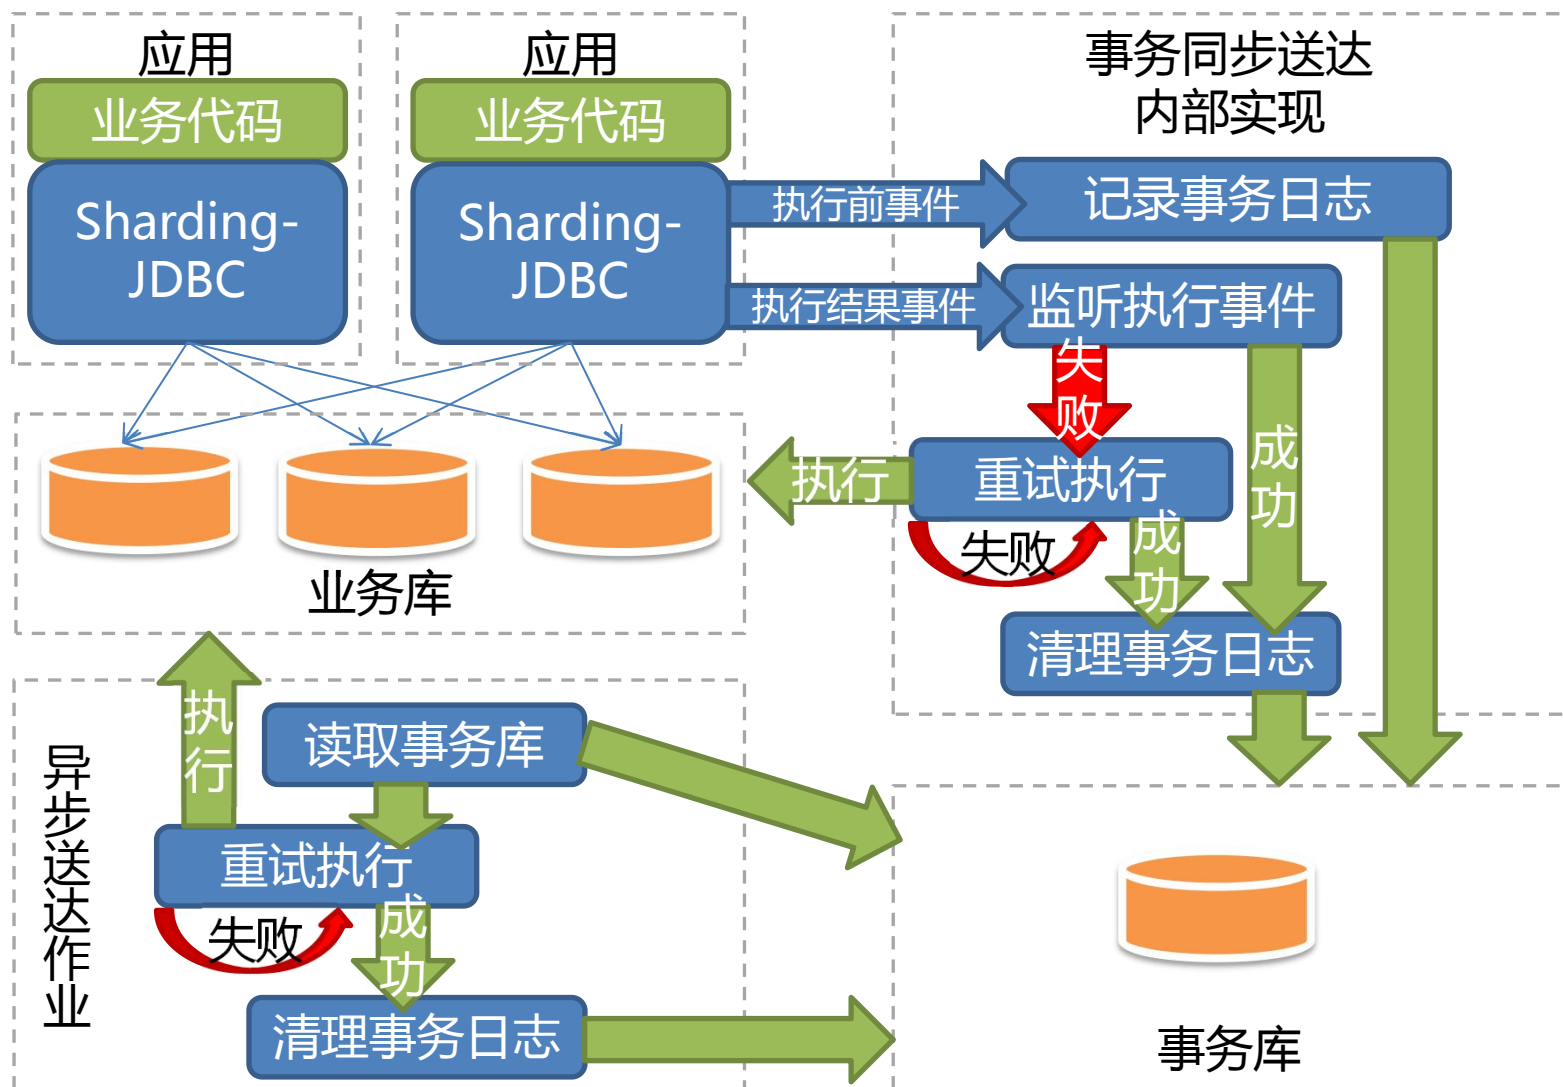 应用
业务代码
Sharding-
JDBC
应用
业务代码
Sharding-
JDBC
事务同步送达
内部实现
执行前事件
记录事务日志
执行结果事件
监听执行事件
失
败
成
功
执行
重试执行
失败
成
功
清理事务日志
业务库
异
步
送
达
作
业
执
行
读取事务库
重试执行
失败
成
功
清理事务日志
事务库